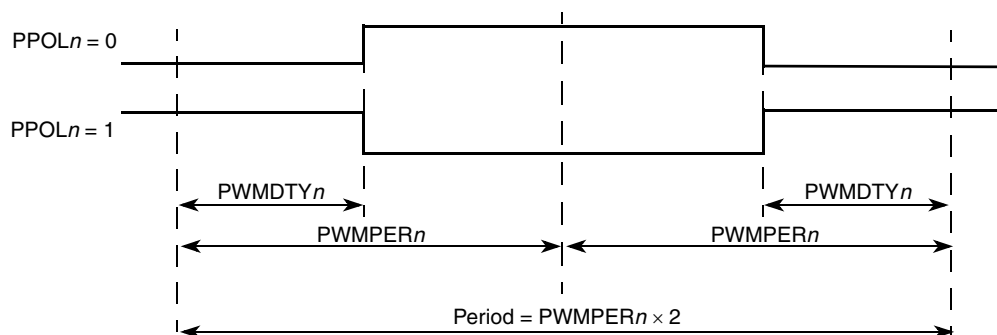 PPOLn = 0
PPOLn = 1
PWMDTYn
PWMDTYn
PWMPERn
PWMPERn
Period = PWMPERn × 2